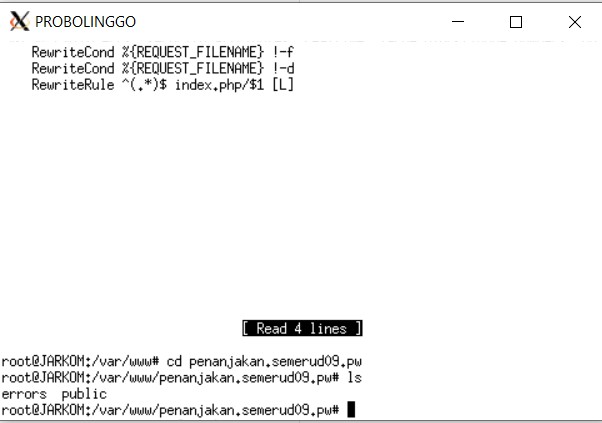 PROBOLINGGO
RewriteCond %{REQUEST_FILENAME} !-f
RewriteCond %{REQUEST_FILENAME} !-d
RewriteRule ^(.*)$ index.php/$1 [L]
[ Read 4 lines ]
root@JARKOM:/var/www# cd penanjakan.semerud09.pw
root@JARKOM:/var/www/penanjakan.semerud09.pw# ls
errors  public
root@JARKOM:/var/www/penanjakan.semerud09.pw#